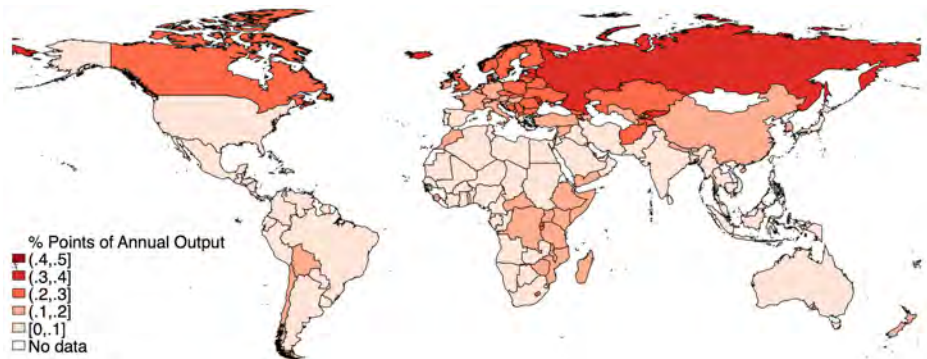 % Points of Annual Output
(.4,.5]
(.3,.4]
(.2,.3]
(.1,.2]
[0,.1]
No data